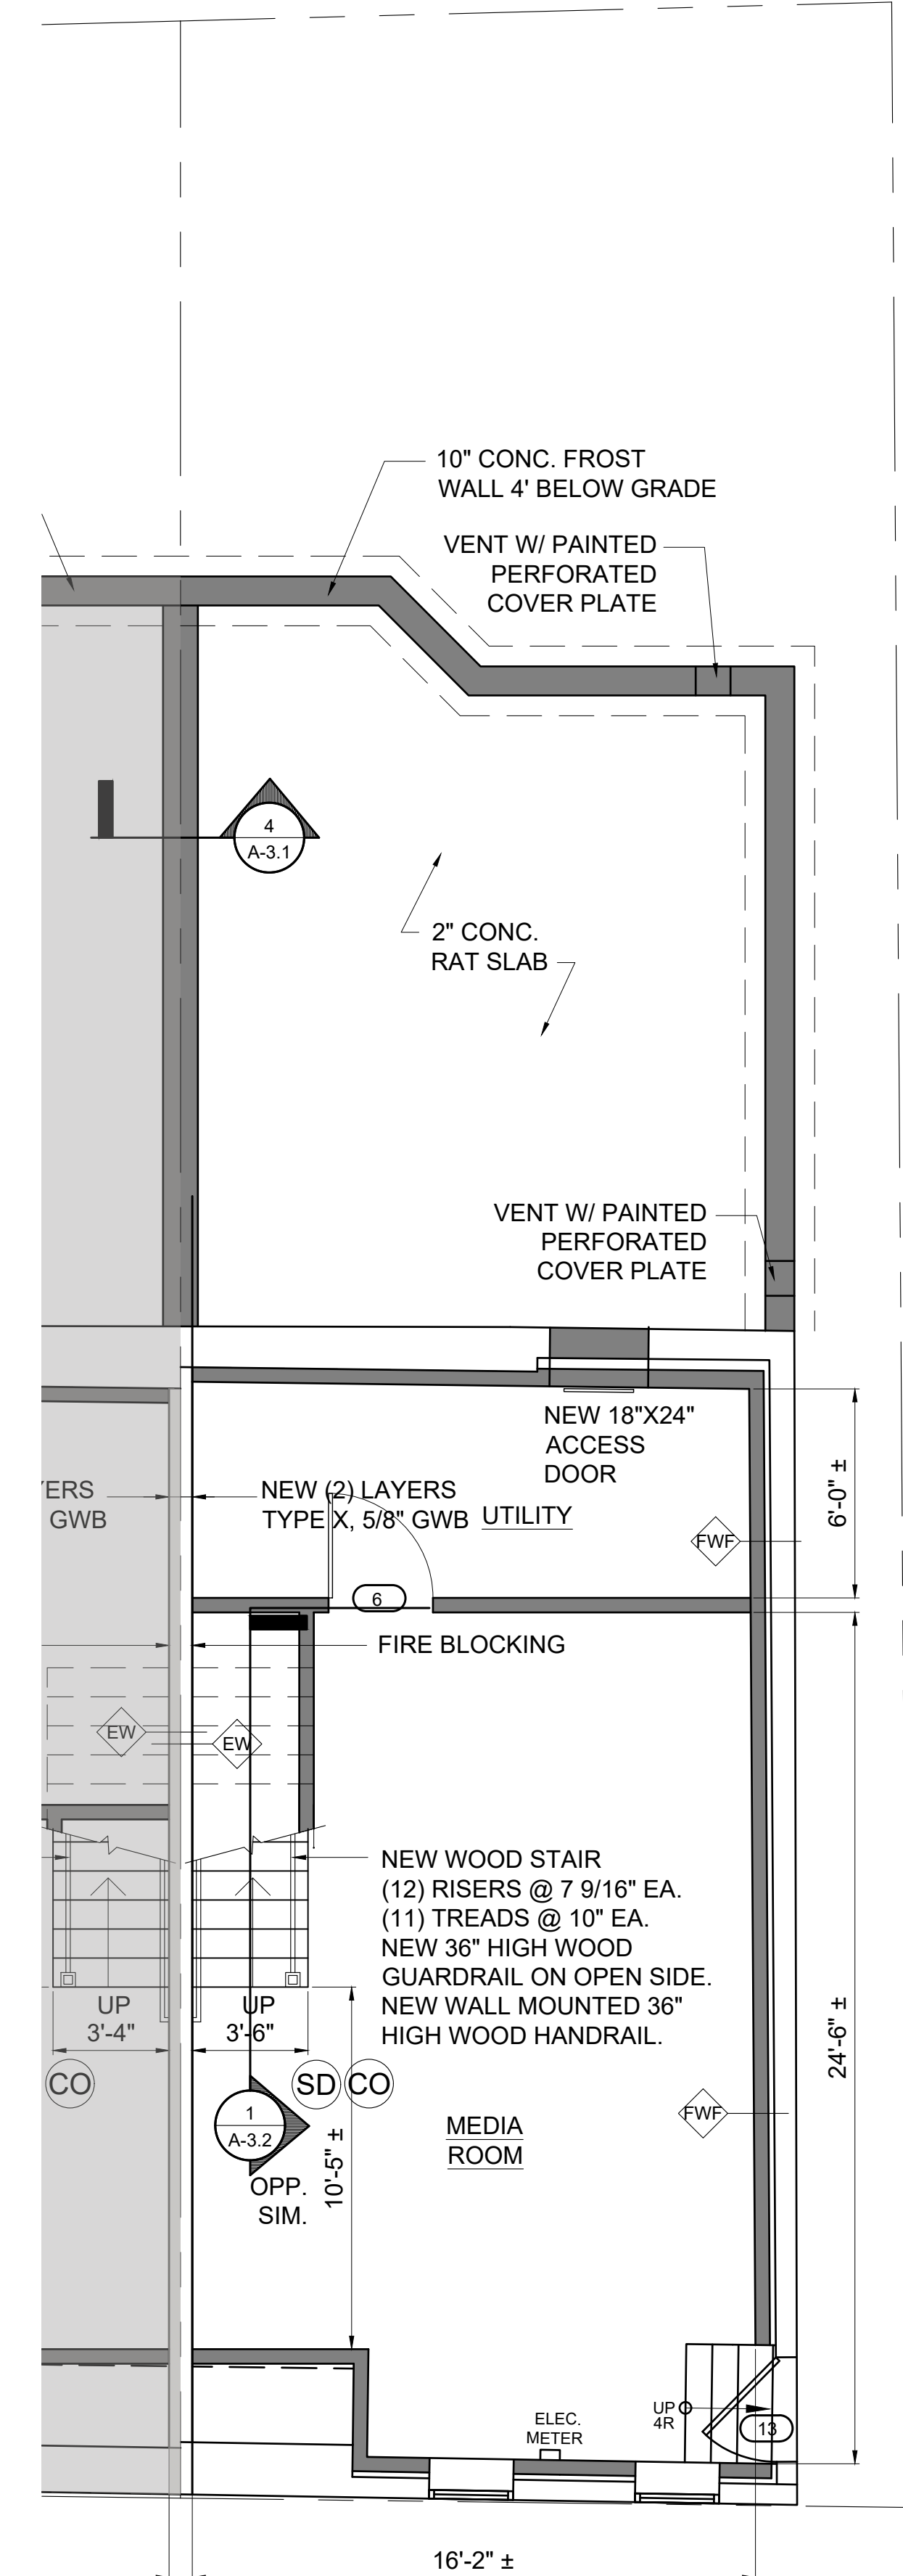 10" CONC. FROST
WALL 4' BELOW GRADE
VENT W/ PAINTED
PERFORATED
COVER PLATE
4
A-3.1
2" CONC.
RAT SLAB
VENT W/ PAINTED
PERFORATED
COVER PLATE
NEW 18"X24"
ACCESS
DOOR
6'-0" ±
YERS
GWB
NEW (2) LAYERS
TYPE X, 5/8" GWB
UTILITY
FWF
6
FIRE BLOCKING
EW
EW
NEW WOOD STAIR
(12) RISERS @ 7 9/16" EA.
(11) TREADS @ 10" EA.
NEW 36" HIGH WOOD
GUARDRAIL ON OPEN SIDE.
NEW WALL MOUNTED 36"
HIGH WOOD HANDRAIL.
UP
3'-4"
UP
3'-6"
24'-6" ±
CO
SD
CO
1
A-3.2
OPP.
SIM.
10'-5" ±
MEDIA
ROOM
FWF
UP
4R
13
ELEC.
METER
16'-2" ±